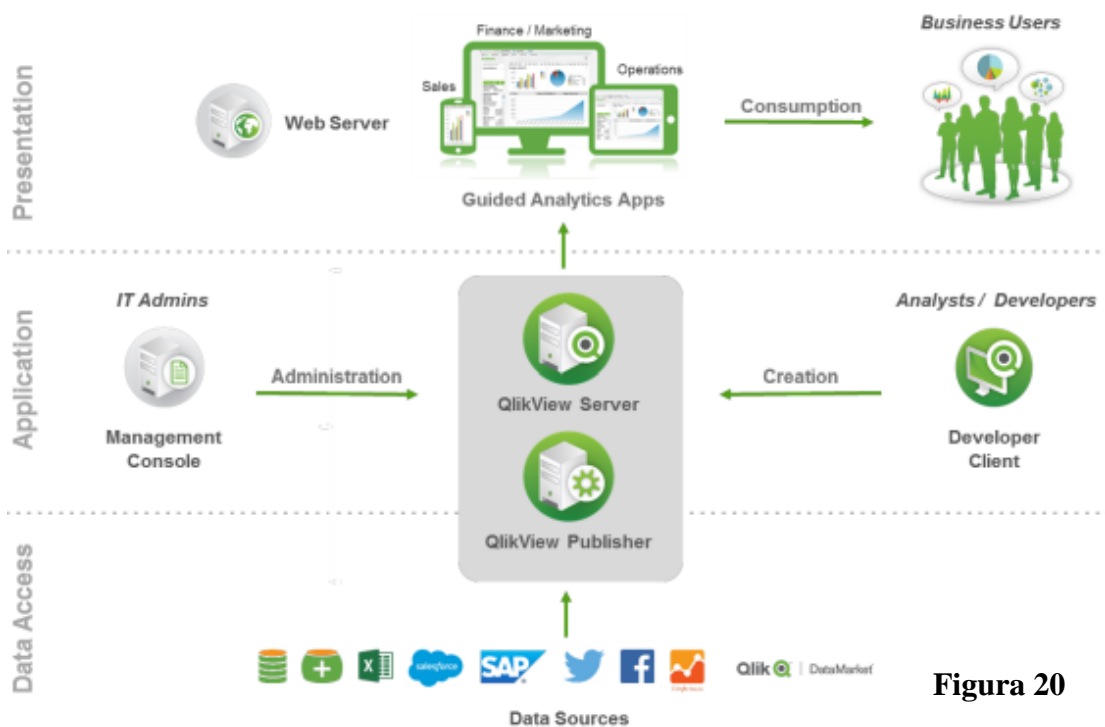 Presentation
Finance / Marketing
Sales
Operations
Web Server
Guided Analytics Apps
Consumption
Business Users
Application
IT Admins
Administration
Management
Console
QlikView Server
QlikView Publisher
Creation
Analysts / Developers
Developer
Client
Data Access
salesforce
SAP
Qlik Q | DataMarket
Data Sources
Figura 20